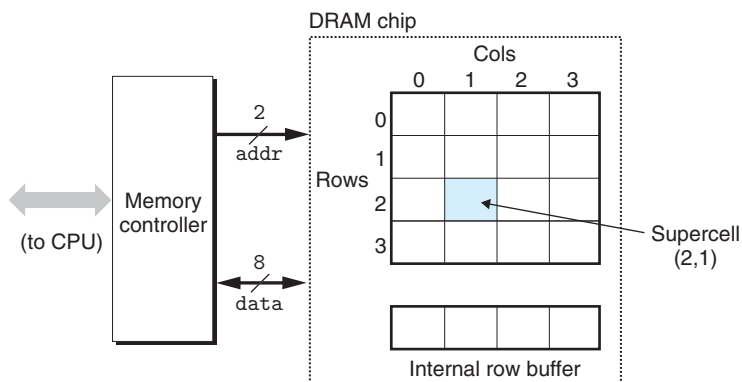 DRAM chip
Cols
0 1 2 3
2
addr
0
1
Rows
2
3
Memory
controller
(to CPU)
8
data
Supercell
(2,1)
Internal row buffer